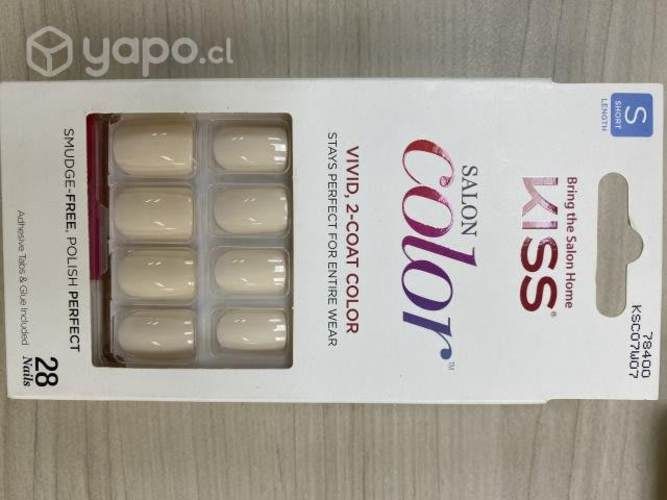 yapo.cl
S
SHORT
LENGTH
78400
KSC07W07
Bring the Salon Home
KISS®
SALON
color™
VIVID, 2-COAT COLOR
STAYS PERFECT FOR ENTIRE WEAR
SMUDGE-FREE, POLISH PERFECT
Adhesive Tabs & Glue Included
28
Nails